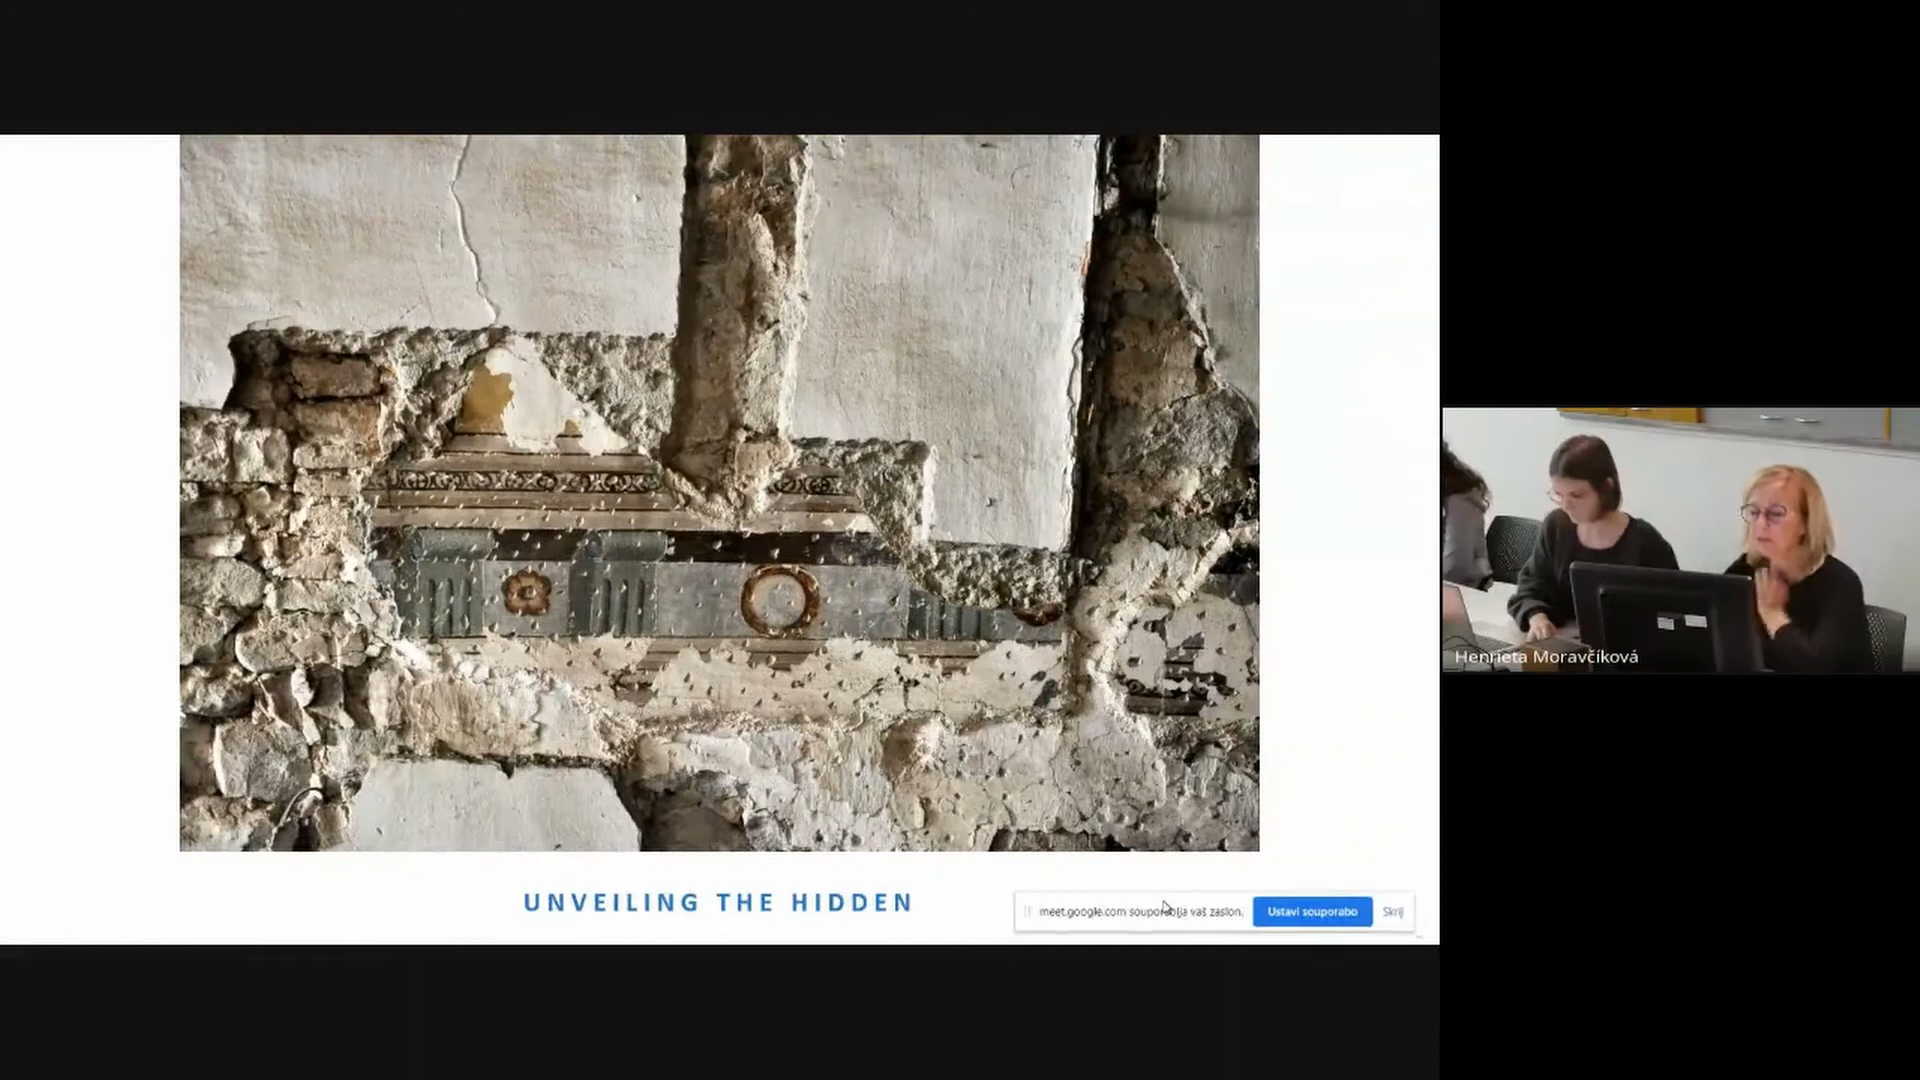 UNVEILING THE HIDDEN
meet.google.com souporablja vaš zaslon.
Ustavi souporabo
Skrij
Henrieta Moravčíková